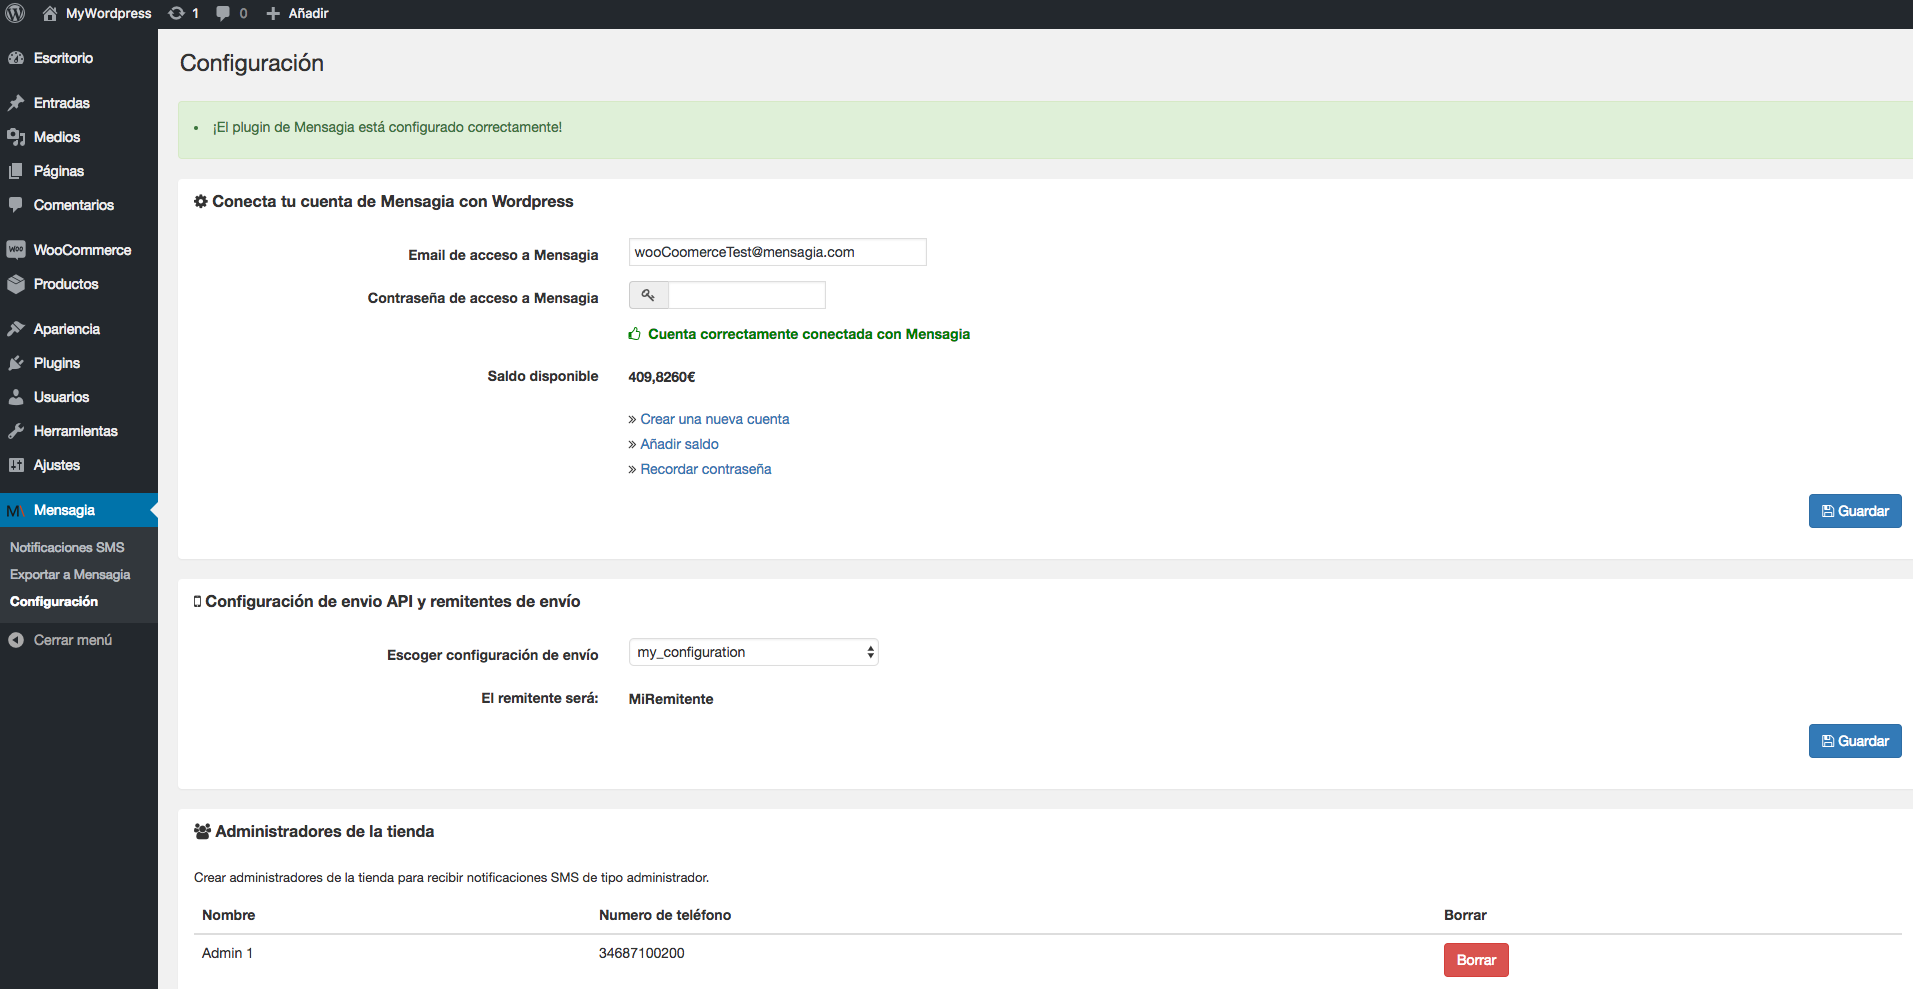 MyWordpress 1 0 Añadir
Escritorio
Entradas
Medios
Páginas
Comentarios
WooCommerce
Productos
Apariencia
Plugins
Usuarios
Herramientas
Ajustes
Mensagia
Notificaciones SMS
Exportar a Mensagia
Configuración
Cerrar menú
Configuración
• ¡El plugin de Mensagia está configurado correctamente!
Conecta tu cuenta de Mensagia con Wordpress
Email de acceso a Mensagia wooCoomerceTest@mensagia.com
Contraseña de acceso a Mensagia
Cuenta correctamente conectada con Mensagia
Saldo disponible 409,8260€
» Crear una nueva cuenta
» Añadir saldo
» Recordar contraseña
Guardar
Configuración de envio API y remitentes de envío
Escoger configuración de envío my_configuration
El remitente será: MiRemitente
Guardar
Administradores de la tienda
Crear administradores de la tienda para recibir notificaciones SMS de tipo administrador.
Nombre Numero de teléfono Borrar
Admin 1 34687100200 Borrar